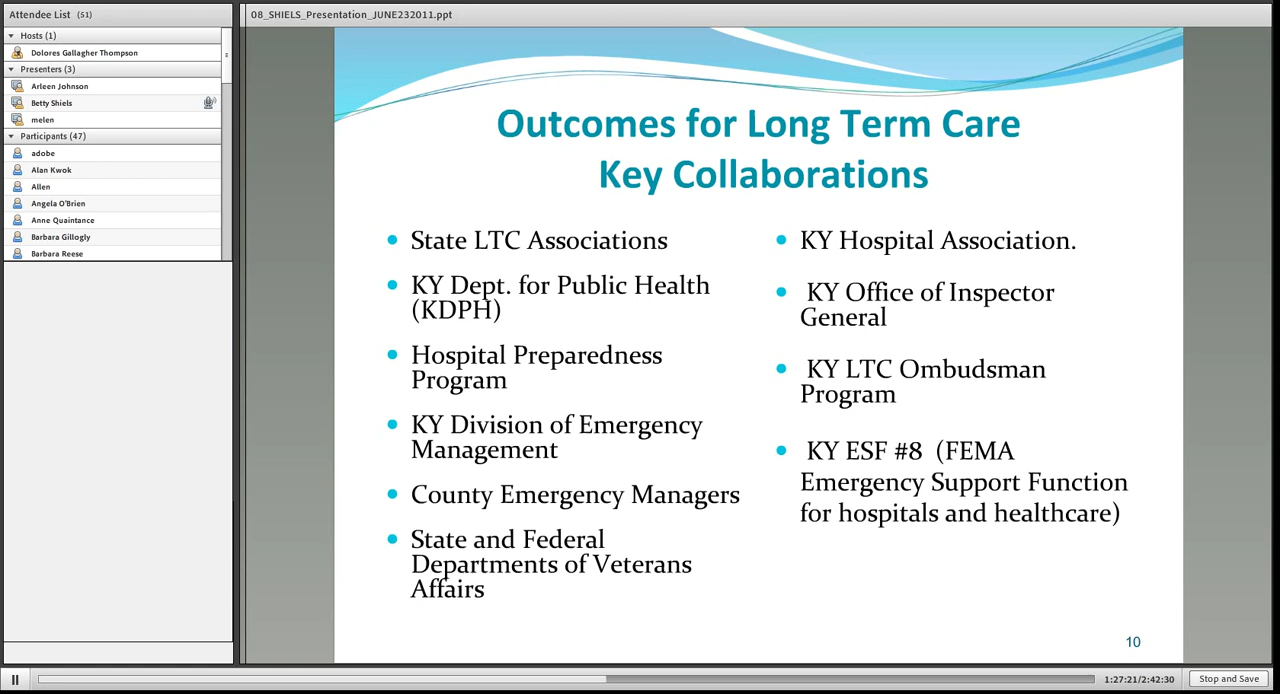 Attendee List (51)
Hosts (1)
Dolores Gallagher Thompson
Presenters (3)
Arleen Johnson
Betty Shiels
melen
Participants (47)
adobe
Alan Kwok
Allen
Angela O'Brien
Anne Quaintance
Barbara Gillogly
Barbara Reese
08_SHIELS_Presentation_JUNE232011.ppt
Outcomes for Long Term Care
Key Collaborations
• State LTC Associations
• KY Dept. for Public Health
(KDPH)
• Hospital Preparedness
Program
• KY Division of Emergency
Management
• County Emergency Managers
• State and Federal
Departments of Veterans
Affairs
• KY Hospital Association.
• KY Office of Inspector
General
• KY LTC Ombudsman
Program
• KY ESF #8 (FEMA
Emergency Support Function
for hospitals and healthcare)
10
1:27:21/2:42:30
Stop and Save